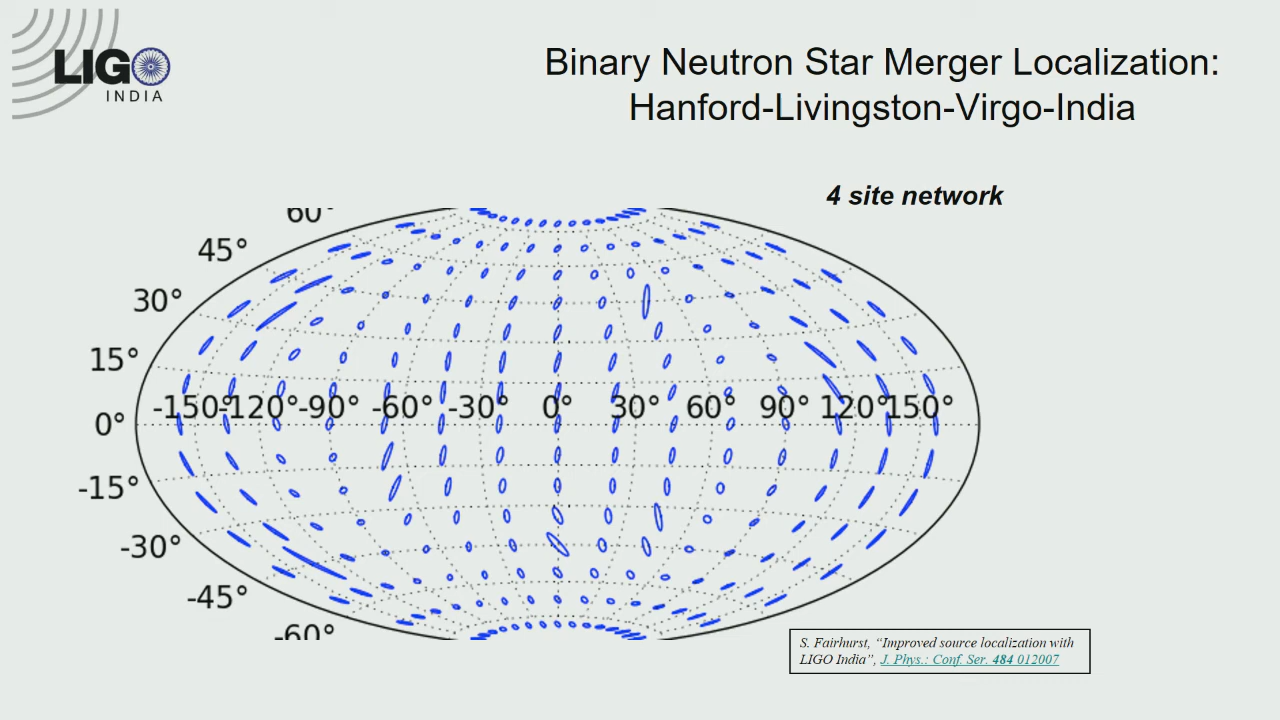 LIGO
INDIA
Binary Neutron Star Merger Localization:
Hanford-Livingston-Virgo-India
4 site network
60°
45°
30°
15°
0°
-150° -120° -90° -60° -30° 0° 30° 60° 90° 120° 150°
-15°
-30°
-45°
-60°
S. Fairhurst, “Improved source localization with
LIGO India”, J. Phys.: Conf. Ser. 484 012007